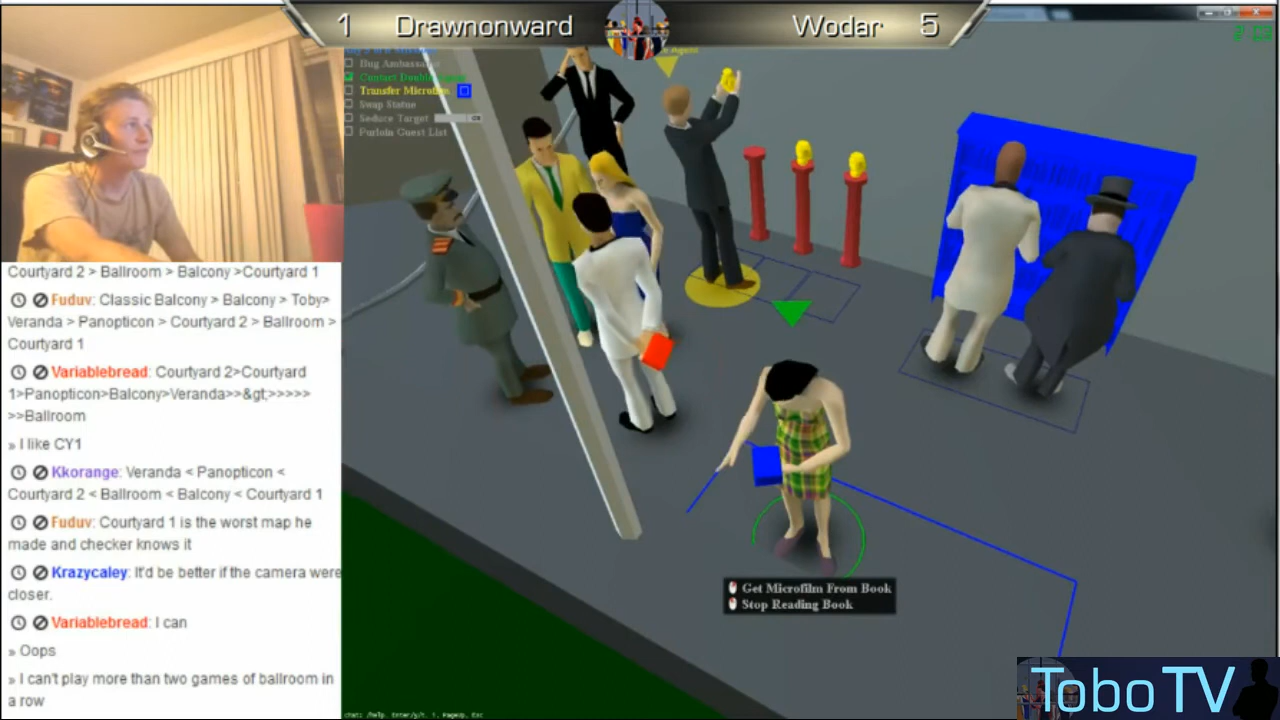 1 Drawnonward Wodar 5
Bug Ambassador
Contact Double Agent
Transfer Microfilm
Swap Statue
Seduce Target
Purloin Guest List
Courtyard 2 > Ballroom > Balcony >Courtyard 1
Fuduv: Classic Balcony > Balcony > Toby>
Veranda > Panopticon > Courtyard 2 > Ballroom >
Courtyard 1
Variablebread: Courtyard 2>Courtyard
1>Panopticon>Balcony>Veranda>>&gt;>>>>>
>>Ballroom
» I like CY1
Kkorange: Veranda < Panopticon <
Courtyard 2 < Ballroom < Balcony < Courtyard 1
Fuduv: Courtyard 1 is the worst map he
made and checker knows it
Krazycaley: It'd be better if the camera were
closer.
Variablebread: I can
» Oops
» I can't play more than two games of ballroom in
a row
Get Microfilm From Book
Stop Reading Book
Tobo TV